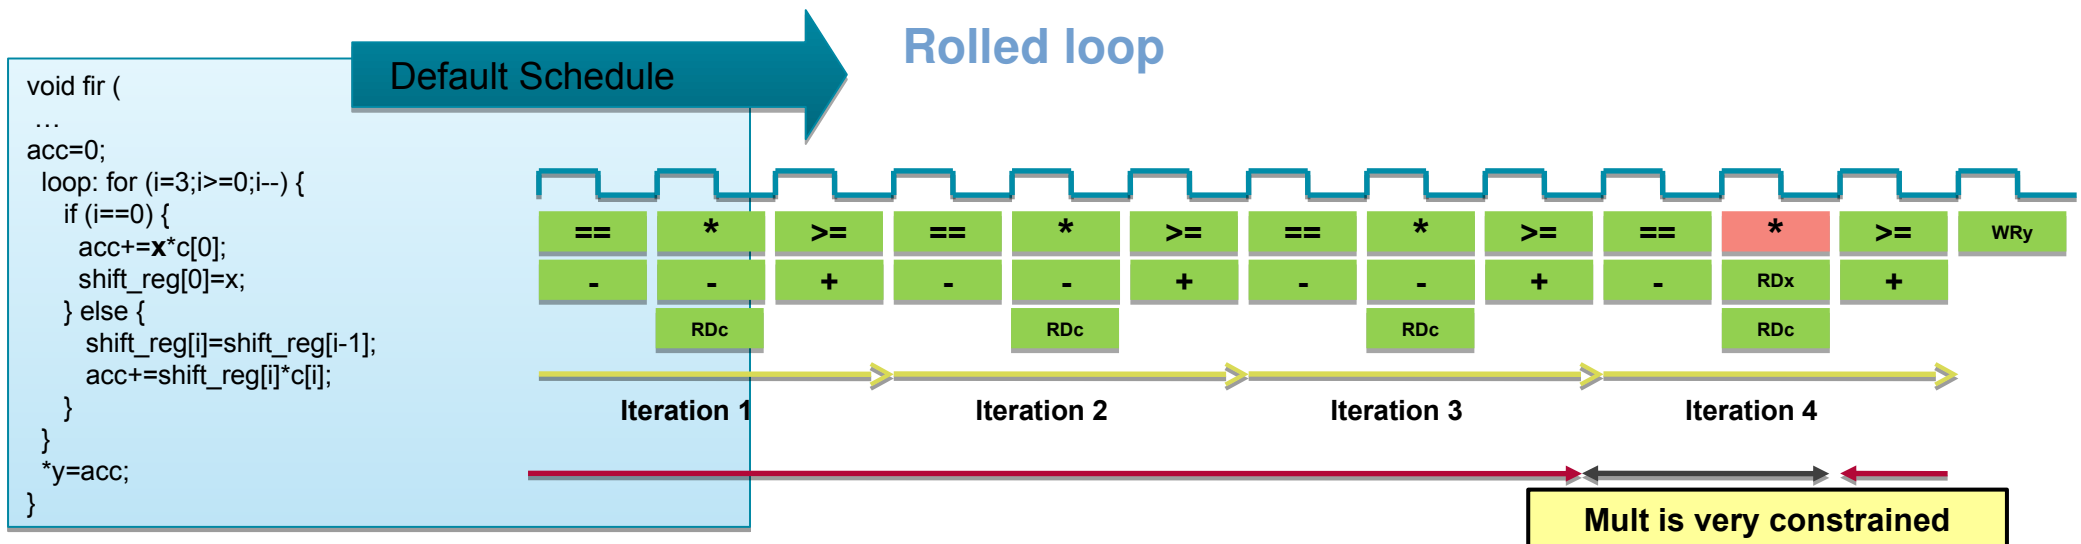 Rolled loop
Default Schedule
void fir (
…
acc=0;
loop: for (i=3;i>=0;i--) {
if (i==0) {
acc+=x*c[0];
shift_reg[0]=x;
} else {
shift_reg[i]=shift_reg[i-1];
acc+=shift_reg[i]*c[i];
}
}
*y=acc;
}
== * >= == * >= == * >= == * >= WRy
- - + - - + - - + - RDx +
RDc RDc RDc RDc
Iteration 1 Iteration 2 Iteration 3 Iteration 4
Mult is very constrained